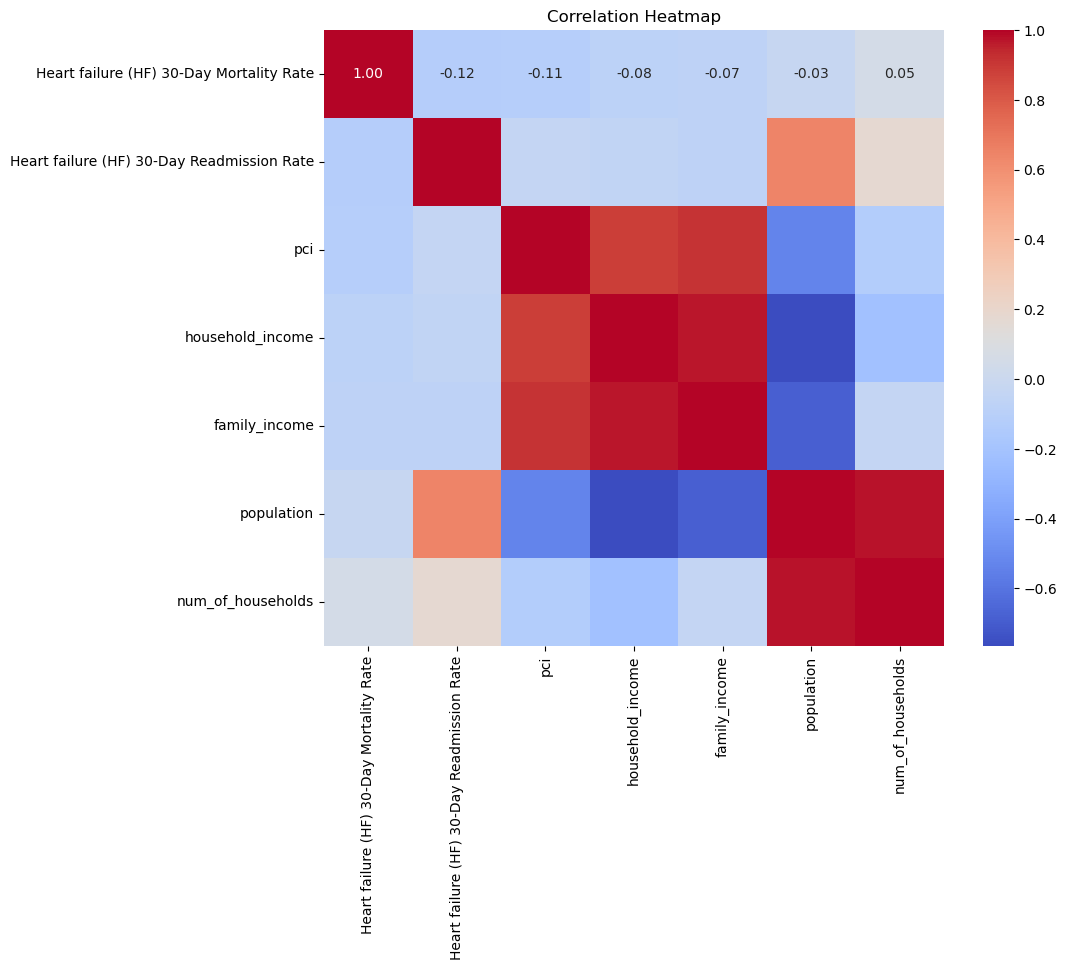 Correlation Heatmap
Heart failure (HF) 30-Day Mortality Rate
1.00 -0.12 -0.11 -0.08 -0.07 -0.03 0.05
Heart failure (HF) 30-Day Readmission Rate
pci
household_income
family_income
population
num_of_households
Heart failure (HF) 30-Day Mortality Rate
Heart failure (HF) 30-Day Readmission Rate
pci
household_income
family_income
population
num_of_households
1.0
0.8
0.6
0.4
0.2
0.0
−0.2
−0.4
−0.6